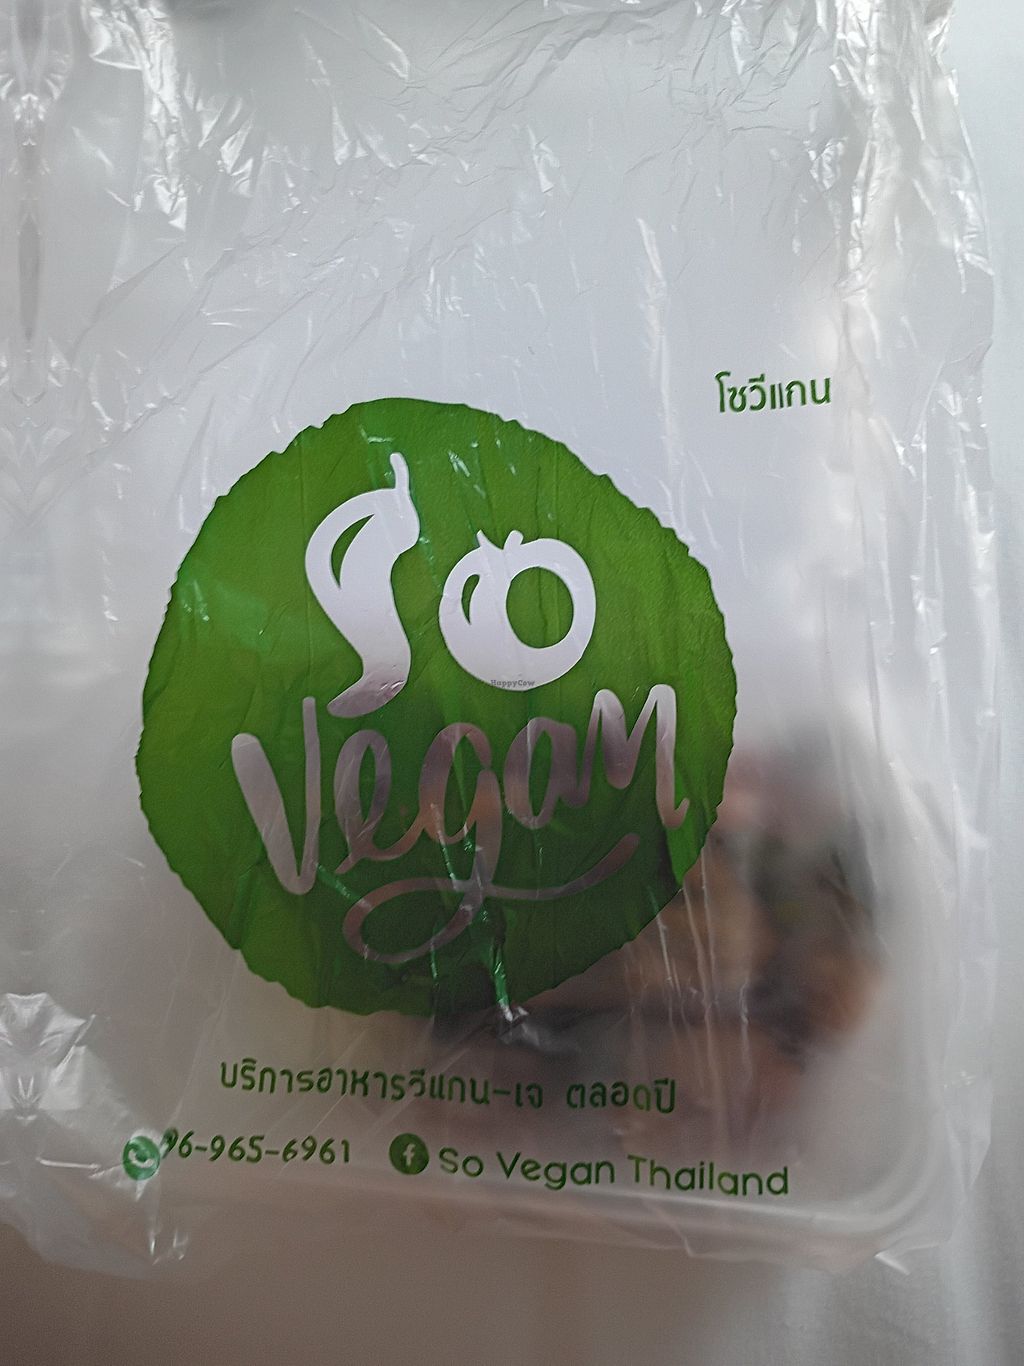 โซวีแกน
So
Vegan
HappyCow
บริการอาหารวีแกน-เจ ตลอดปี
96-965-6961 So Vegan Thailand